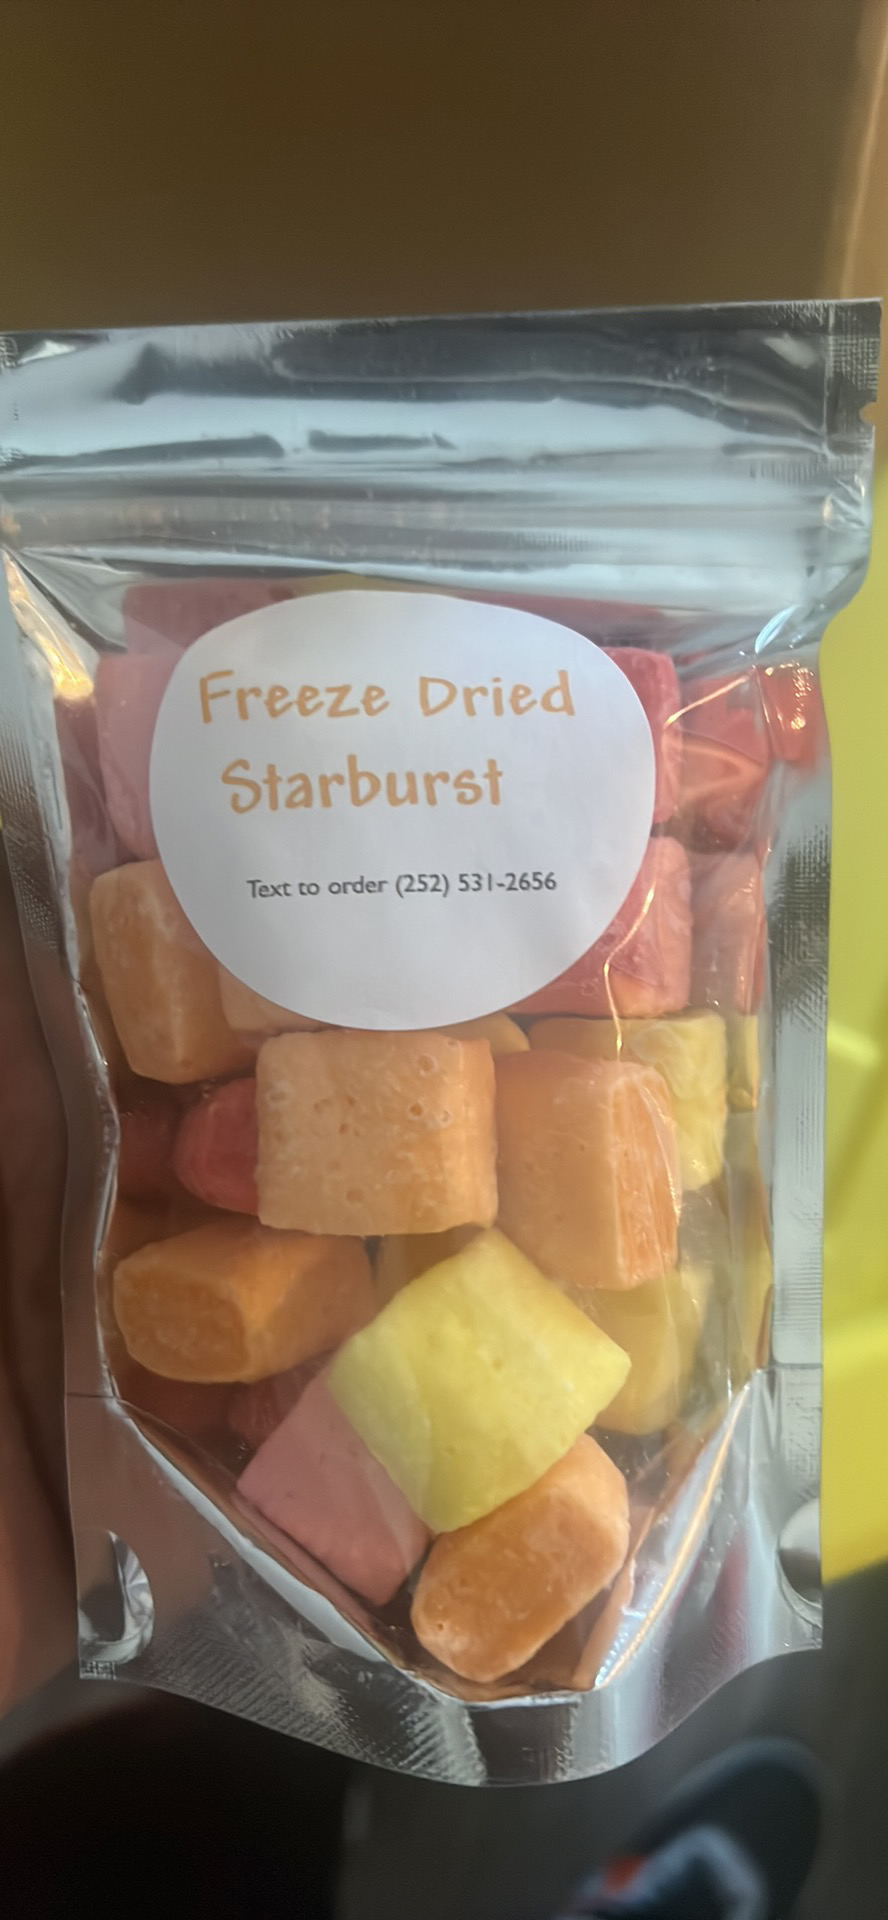 Freeze Dried
Starburst
Text to order (252) 531-2656